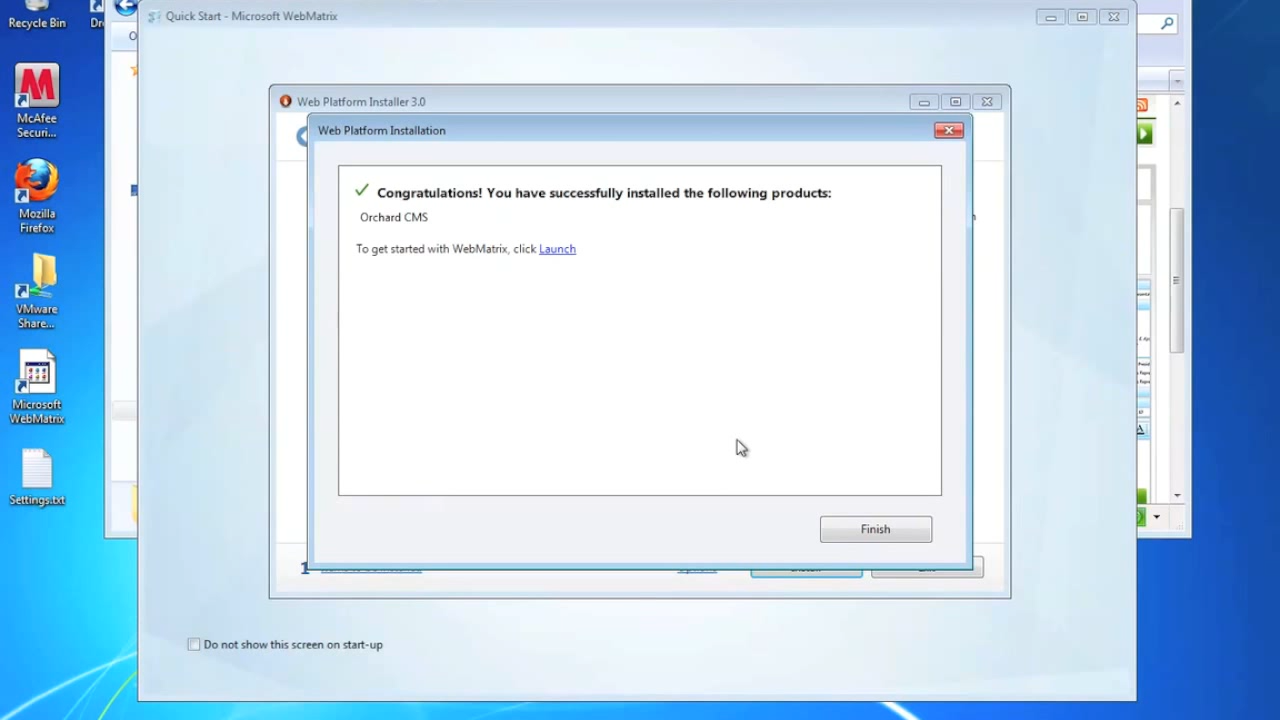 Recycle Bin
Dr
Quick Start - Microsoft WebMatrix
McAfee
Securi...
Mozilla
Firefox
VMware
Share...
Microsoft
WebMatrix
Settings.txt
Web Platform Installer 3.0
Web Platform Installation
Congratulations! You have successfully installed the following products:
Orchard CMS
To get started with WebMatrix, click Launch
Finish
1
Do not show this screen on start-up